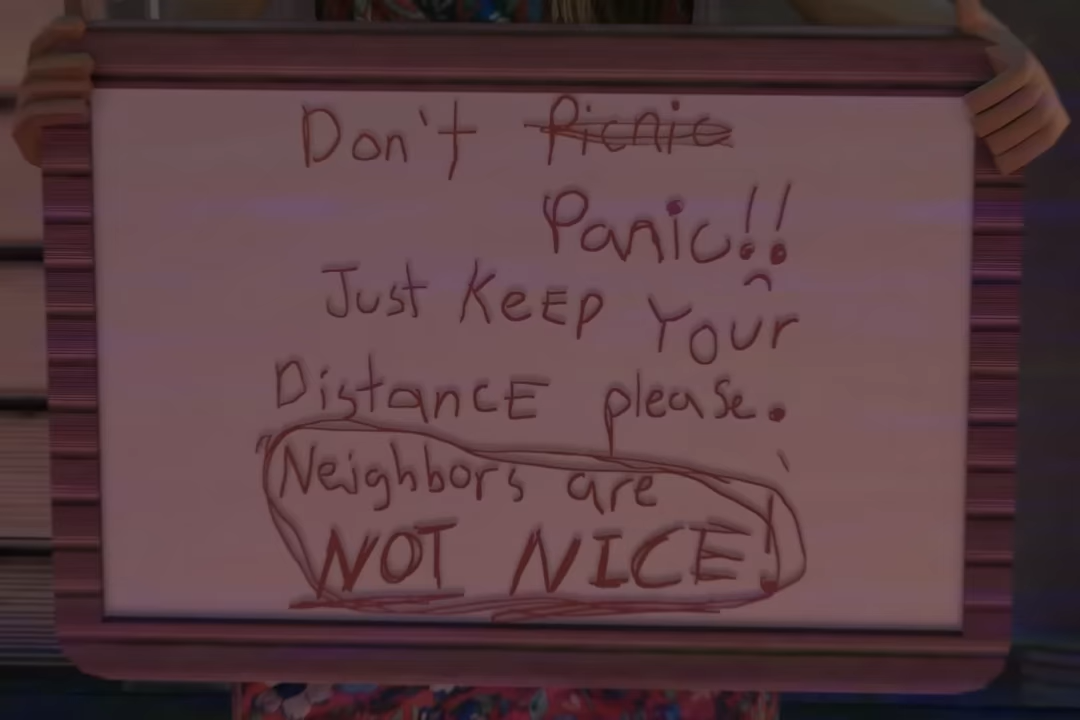 Don't Picnic
Panic!!
Just KEEP Your
DistancE please.
Neighbors are
NOT NICE!